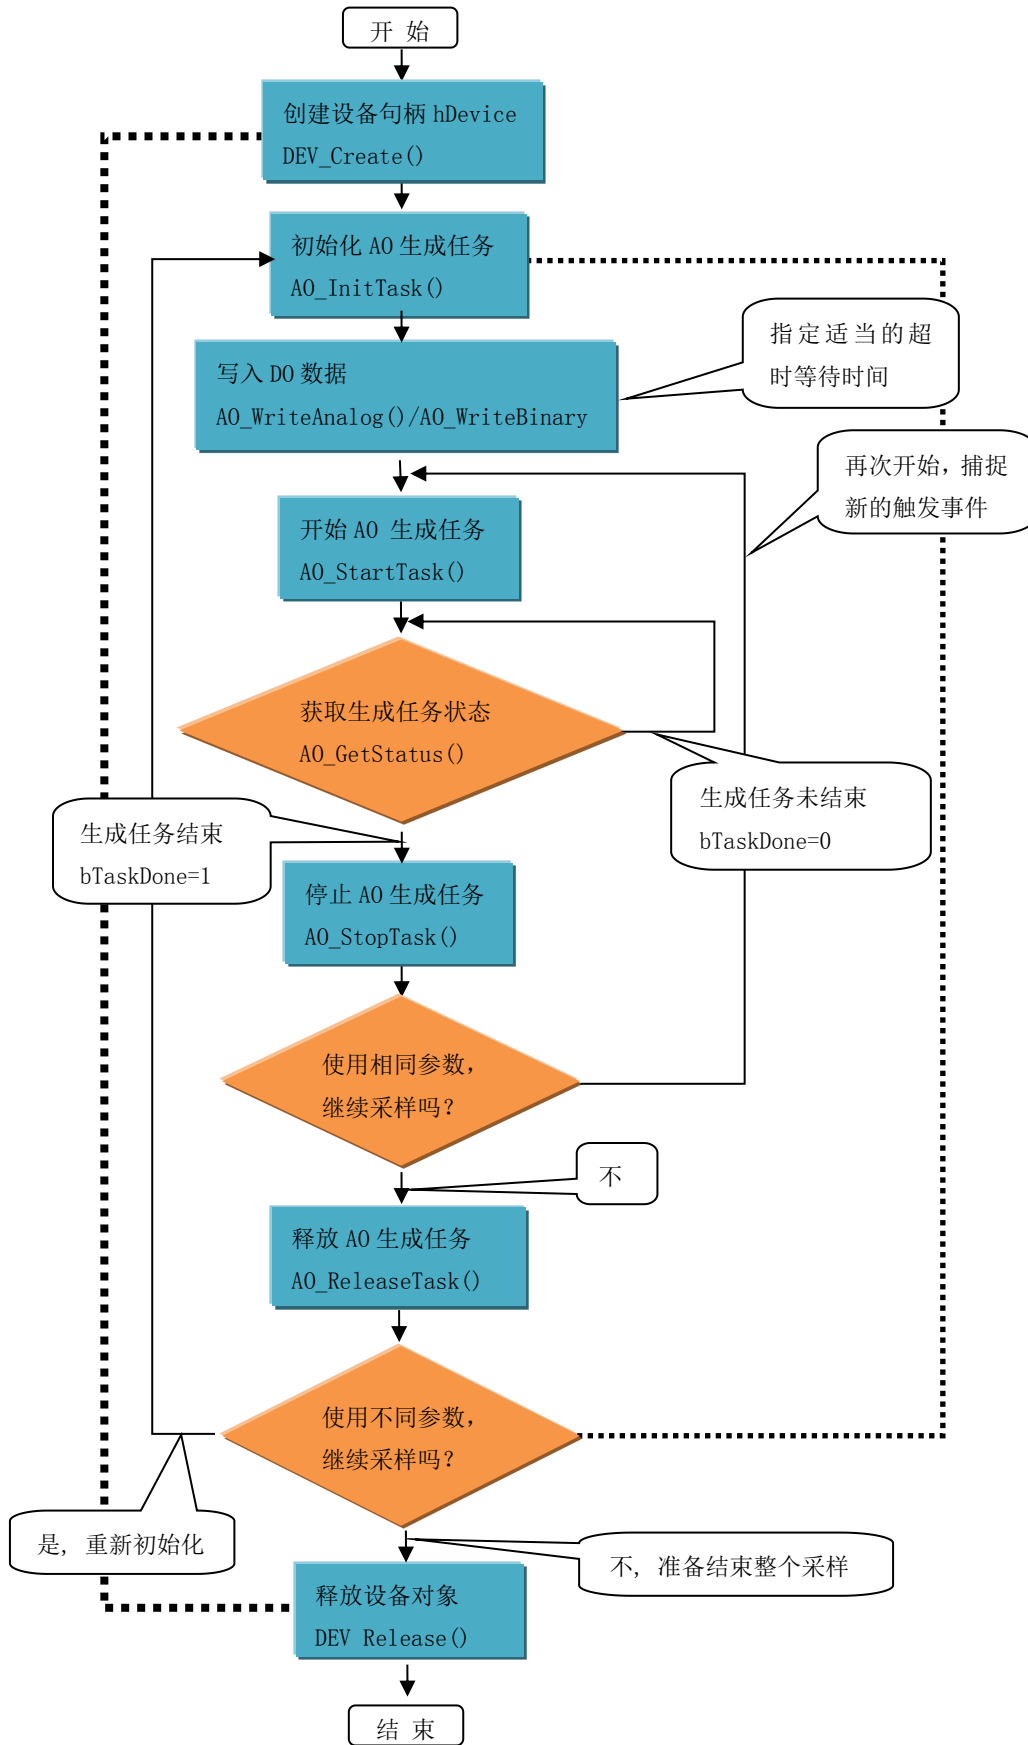 开 始
创建设备句柄 hDevice
DEV_Create()
初始化 AO 生成任务
AO_InitTask()
指定适当的超
时等待时间
写入 DO 数据
AO_WriteAnalog()/AO_WriteBinary
再次开始，捕捉
新的触发事件
开始 AO 生成任务
AO_StartTask()
获取生成任务状态
AO_GetStatus()
生成任务未结束
bTaskDone=0
生成任务结束
bTaskDone=1
停止 AO 生成任务
AO_StopTask()
使用相同参数，
继续采样吗？
不
释放 AO 生成任务
AO_ReleaseTask()
使用不同参数，
继续采样吗？
是，重新初始化
不，准备结束整个采样
释放设备对象
DEV Release()
结 束